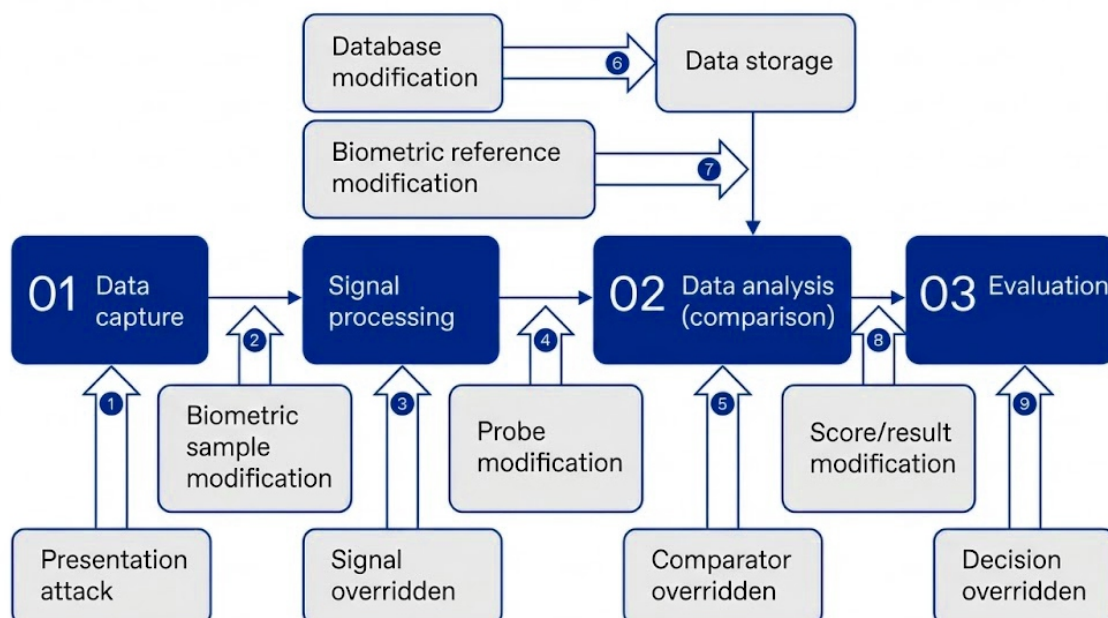 Database
modification
6
Data storage
Biometric reference
modification
7
01 Data
capture
Signal
processing
02 Data analysis
(comparison)
03 Evaluation
1
2
3
4
5
8
9
Biometric
sample
modification
Probe
modification
Score/result
modification
Presentation
attack
Signal
overridden
Comparator
overridden
Decision
overridden